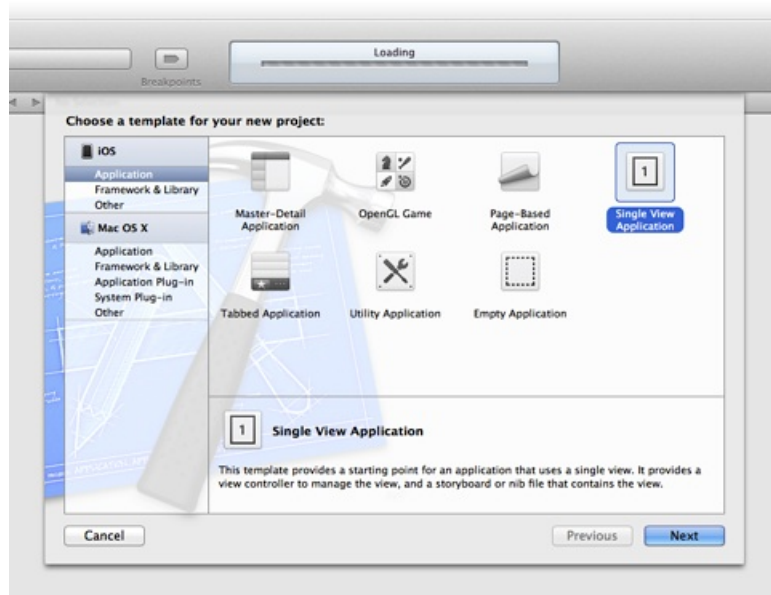 Loading
Breakpoints
Choose a template for your new project:
iOS
Application
Framework & Library
Other
Mac OS X
Application
Framework & Library
Application Plug-in
System Plug-in
Other
Master-Detail
Application
OpenGL Game
Page-Based
Application
1
Single View
Application
Tabbed Application
Utility Application
Empty Application
1
Single View Application
This template provides a starting point for an application that uses a single view. It provides a
view controller to manage the view, and a storyboard or nib file that contains the view.
Cancel
Previous
Next